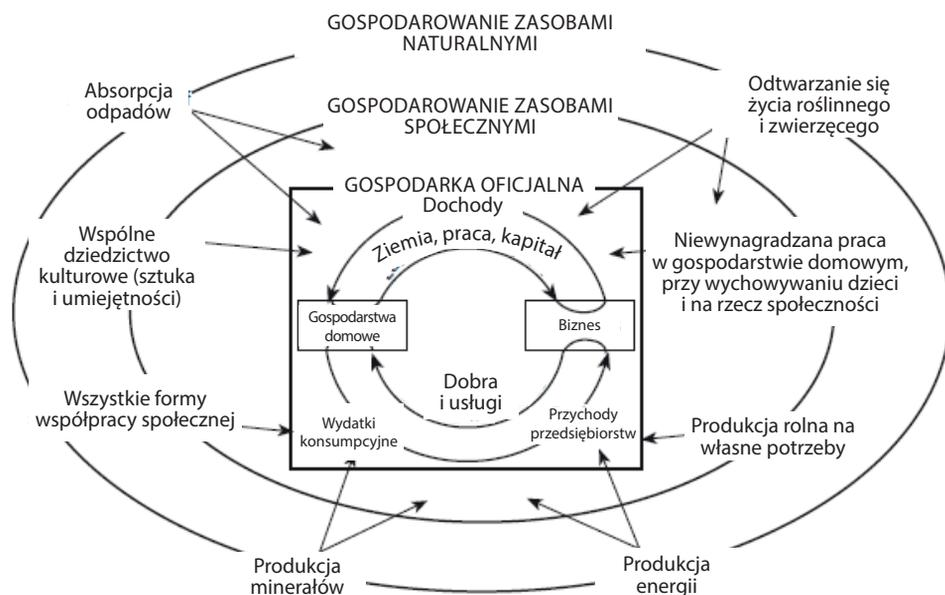 GOSPODAROWANIE ZASOBAMI
NATURALNYMI
Absorpcja
odpadów
GOSPODAROWANIE ZASOBAMI
SPOŁECZNYMI
Odtwarzanie się
życia roślinnego
i zwierzęcego
GOSPODARKA OFICJALNA
Dochody
Ziemia, praca, kapitał
Wspólne
dziedzictwo
kulturowe (sztuka
i umiejętności)
Niewynagradzana praca
w gospodarstwie domowym,
przy wychowywaniu dzieci
i na rzecz społeczności
Gospodarstwa
domowe
Biznes
Dobra
i usługi
Wszystkie formy
współpracy społecznej
Wydatki
konsumpcyjne
Przychody
przedsiębiorstw
Produkcja rolna na
własne potrzeby
Produkcja
minerałów
Produkcja
energii